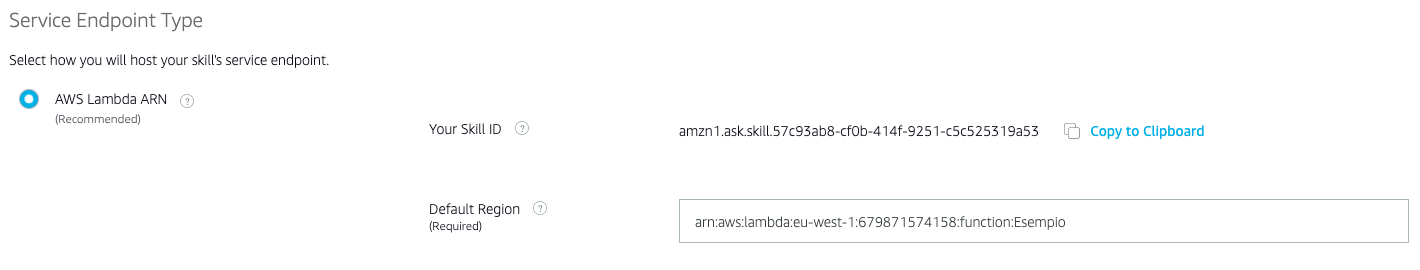 Service Endpoint Type
Select how you will host your skill's service endpoint.
AWS Lambda ARN ?
(Recommended)
Your Skill ID ?
amzn1.ask.skill.57c93ab8-cf0b-414f-9251-c5c525319a53 Copy to Clipboard
Default Region ?
(Required)
arn:aws:lambda:eu-west-1:679871574158:function:Esempio